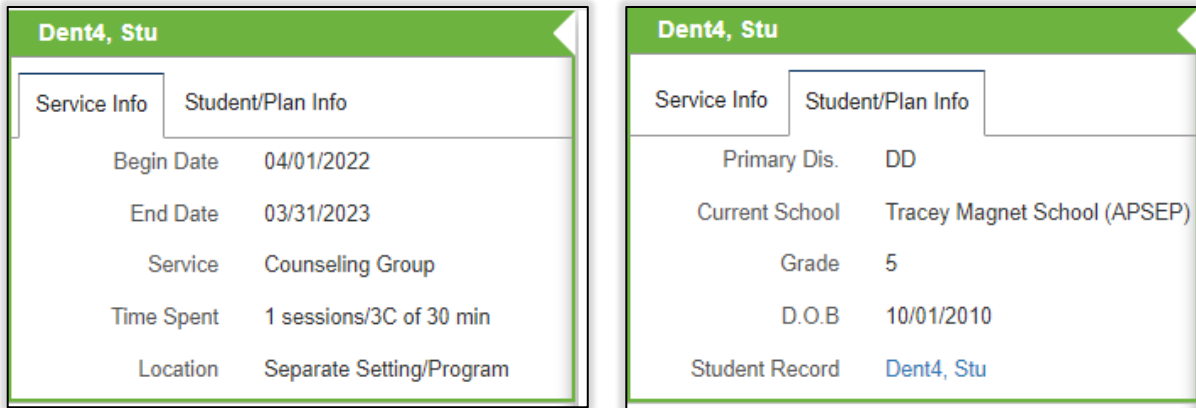 Dent4, Stu
Service Info Student/Plan Info
Begin Date 04/01/2022
End Date 03/31/2023
Service Counseling Group
Time Spent 1 sessions/3C of 30 min
Location Separate Setting/Program
Dent4, Stu
Service Info Student/Plan Info
Primary Dis. DD
Current School Tracey Magnet School (APSEP)
Grade 5
D.O.B 10/01/2010
Student Record Dent4, Stu